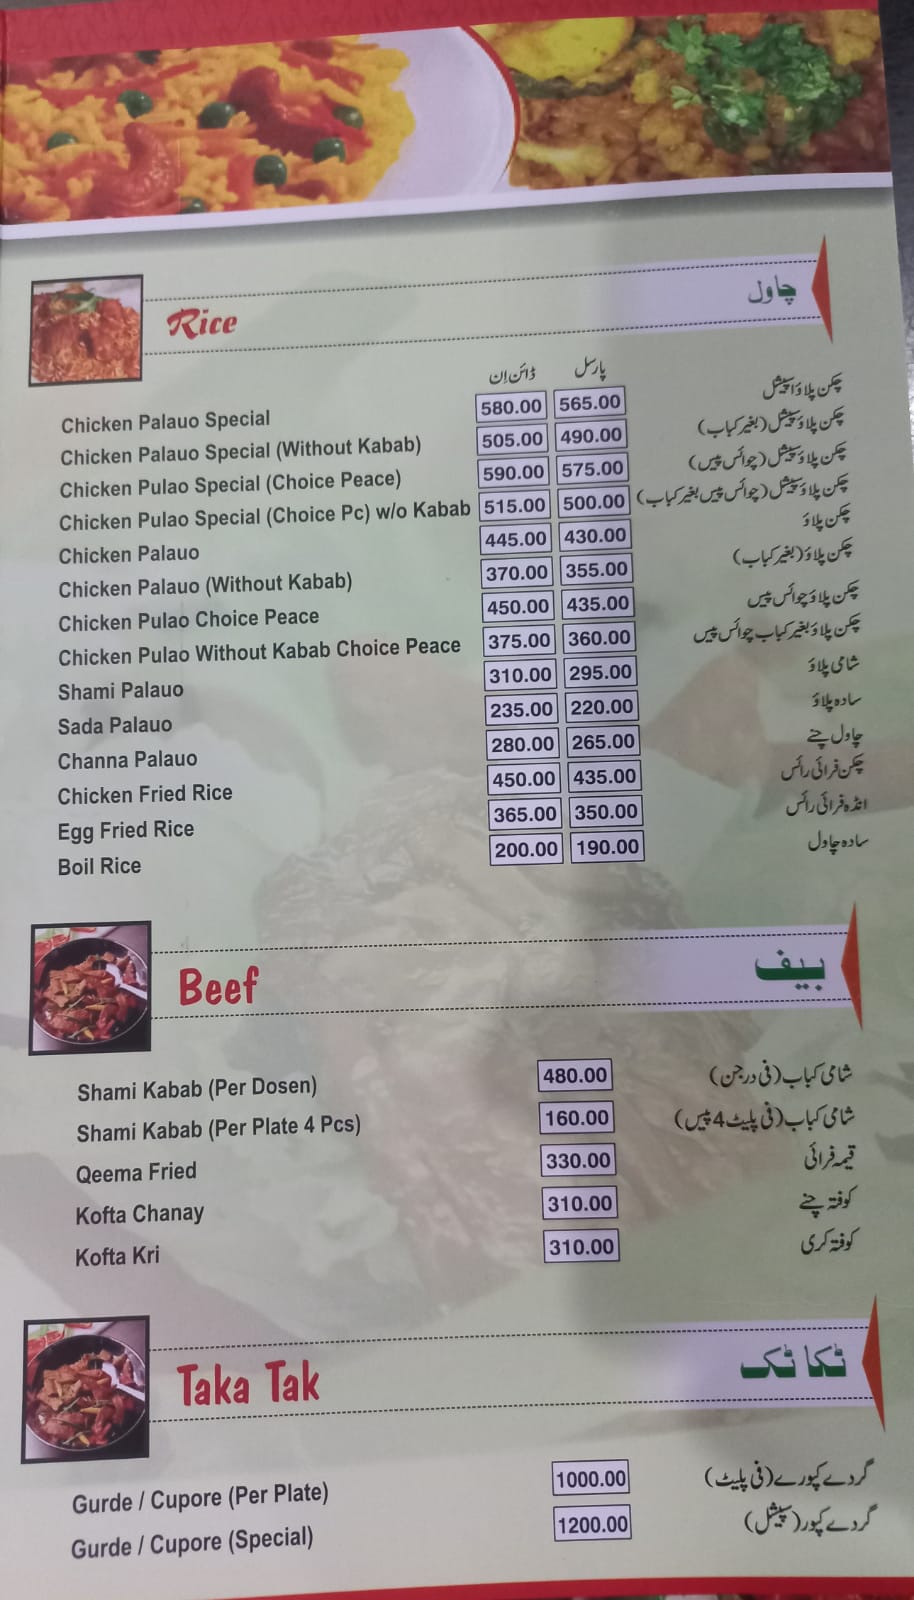 Rice چاول
ڈائن اِن پارسل
Chicken Palauo Special 580.00 565.00 چکن پلاؤ اسپیشل
Chicken Palauo Special (Without Kabab) 505.00 490.00 چکن پلاؤ سپیشل (بغیر کباب)
Chicken Pulao Special (Choice Peace) 590.00 575.00 چکن پلاؤ سپیشل (چوائس پیس)
Chicken Pulao Special (Choice Pc) w/o Kabab 515.00 500.00 چکن پلاؤ سپیشل (چوائس پیس بغیر کباب)
Chicken Palauo 445.00 430.00 چکن پلاؤ
Chicken Palauo (Without Kabab) 370.00 355.00 چکن پلاؤ (بغیر کباب)
Chicken Pulao Choice Peace 450.00 435.00 چکن پلاؤ چوائس پیس
Chicken Pulao Without Kabab Choice Peace 375.00 360.00 چکن پلاؤ بغیر کباب چوائس پیس
Shami Palauo 310.00 295.00 شامی پلاؤ
Sada Palauo 235.00 220.00 سادہ پلاؤ
Channa Palauo 280.00 265.00 چاول چنے
Chicken Fried Rice 450.00 435.00 چکن فرائی رائس
Egg Fried Rice 365.00 350.00 انڈہ فرائی رائس
Boil Rice 200.00 190.00 سادہ چاول
Beef بیف
Shami Kabab (Per Dosen) 480.00 شامی کباب (فی درجن)
Shami Kabab (Per Plate 4 Pcs) 160.00 شامی کباب (فی پلیٹ 4 پیس)
Qeema Fried 330.00 قیمہ فرائی
Kofta Chanay 310.00 کوفتہ چنے
Kofta Kri 310.00 کوفتہ کری
Taka Tak ٹکا ٹک
Gurde / Cupore (Per Plate) 1000.00 گردے کپورے (فی پلیٹ)
Gurde / Cupore (Special) 1200.00 گردے کپور (سپیشل)